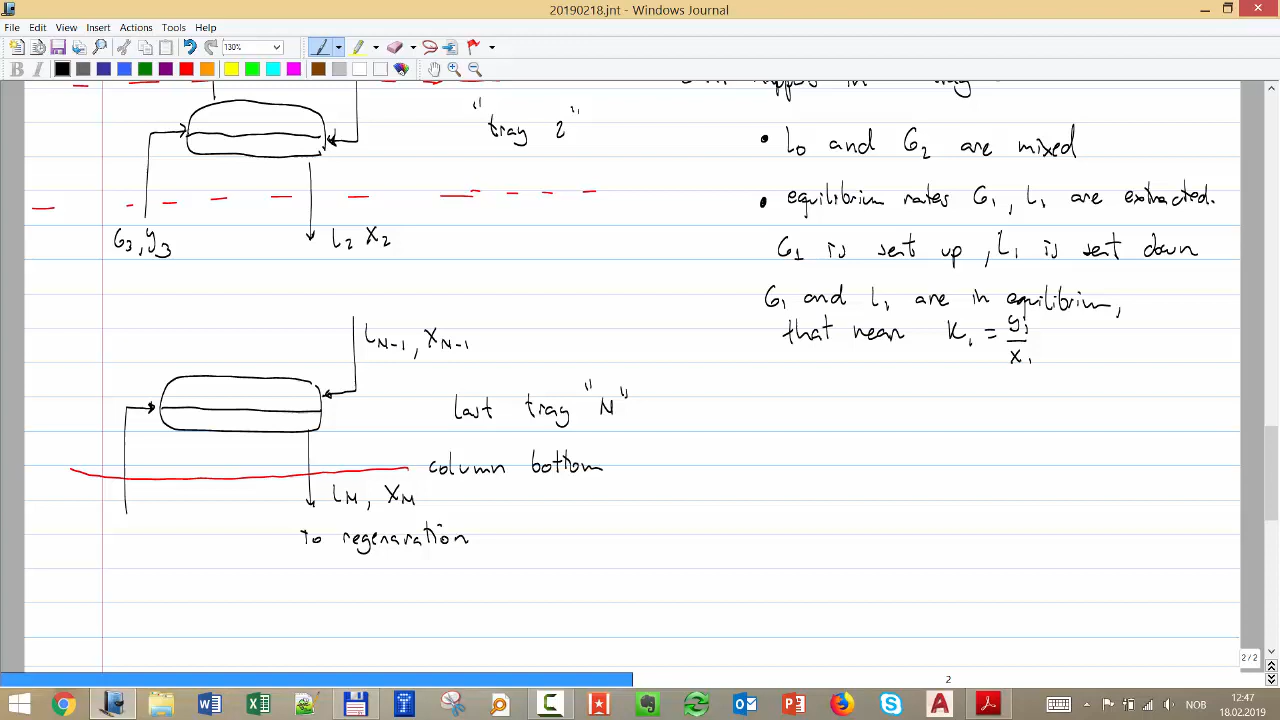 20190218.jnt - Windows Journal
File Edit View Insert Actions Tools Help
130%
"tray 2"
G3, y3
L2 X2
LN-1, XN-1
last tray "N"
column bottom
LN, XN
to regenaration
• L0 and G2 are mixed
• equilibrium rates G1, L1 are extracted.
G1 is sent up, L1 is sent down
G1 and L1 are in equilibrium,
that mean K1 = y1/x1
2/2
2
NOB
12:47
18.02.2019